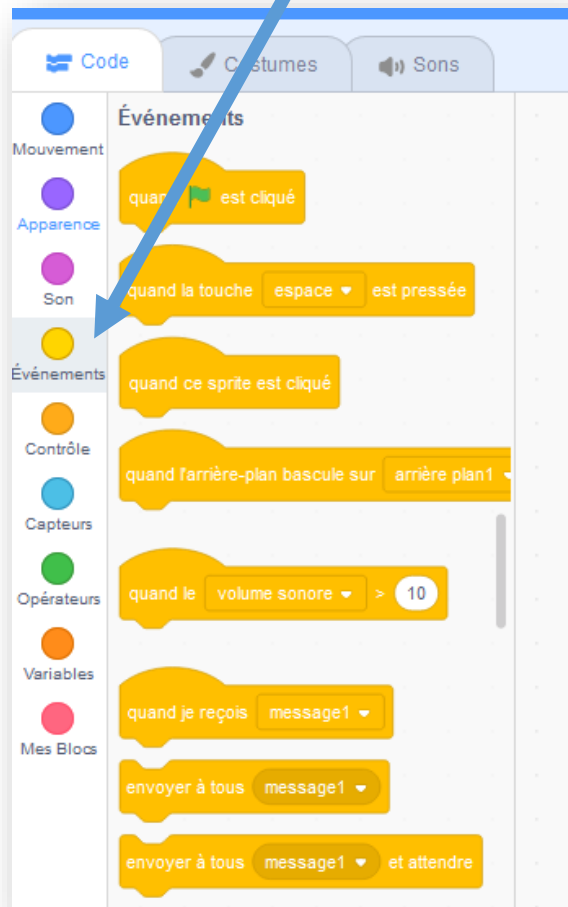 Code Costumes Sons
Événements
Mouvement
Apparence
Son
Événements
Contrôle
Capteurs
Opérateurs
Variables
Mes Blocs
quand est cliqué
quand la touche espace est pressée
quand ce sprite est cliqué
quand l'arrière-plan bascule sur arrière plan1
quand le volume sonore > 10
quand je reçois message1
envoyer à tous message1
envoyer à tous message1 et attendre